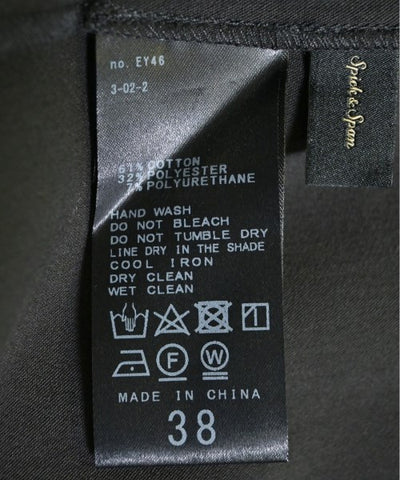 no. EY46
3-02-2
61% COTTON
32% POLYESTER
7% POLYURETHANE
HAND WASH
DO NOT BLEACH
DO NOT TUMBLE DRY
LINE DRY IN THE SHADE
COOL IRON
DRY CLEAN
WET CLEAN
F
W
MADE IN CHINA
38
Spick & Span